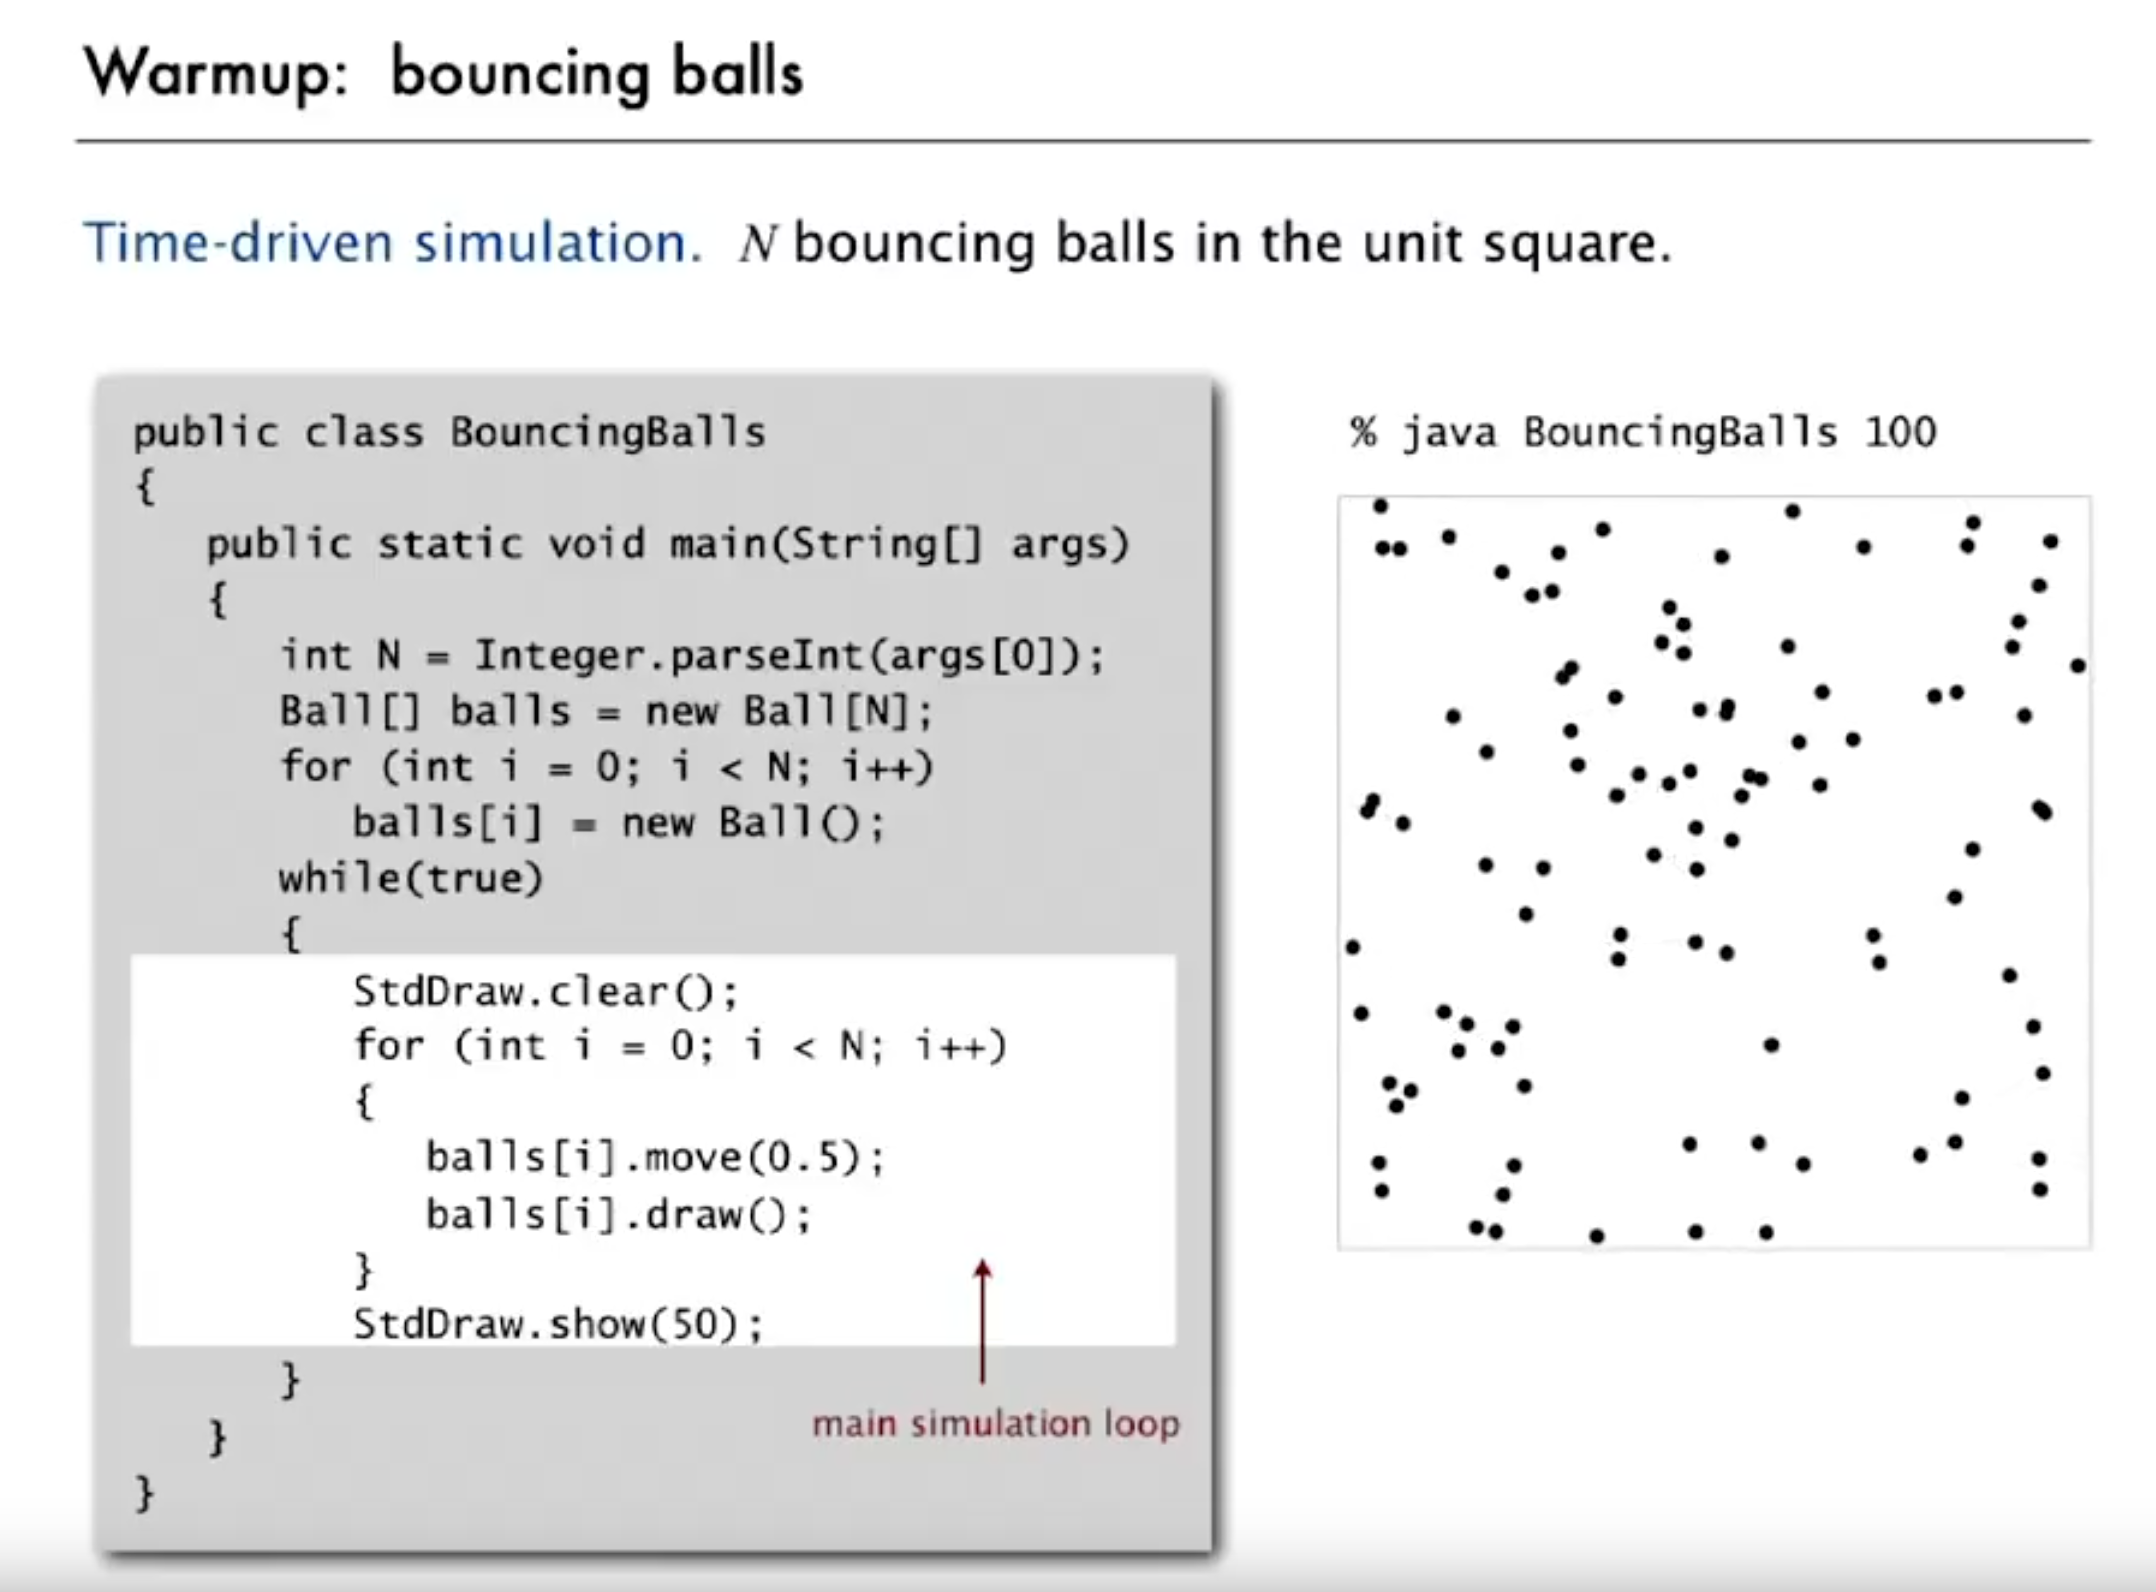 Warmup: bouncing balls
Time-driven simulation. N bouncing balls in the unit square.
public class BouncingBalls
{
   public static void main(String[] args)
   {
      int N = Integer.parseInt(args[0]);
      Ball[] balls = new Ball[N];
      for (int i = 0; i < N; i++)
         balls[i] = new Ball();
      while(true)
      {
         StdDraw.clear();
         for (int i = 0; i < N; i++)
         {
            balls[i].move(0.5);
            balls[i].draw();
         }
         StdDraw.show(50);
      }
   }
}
main simulation loop
% java BouncingBalls 100